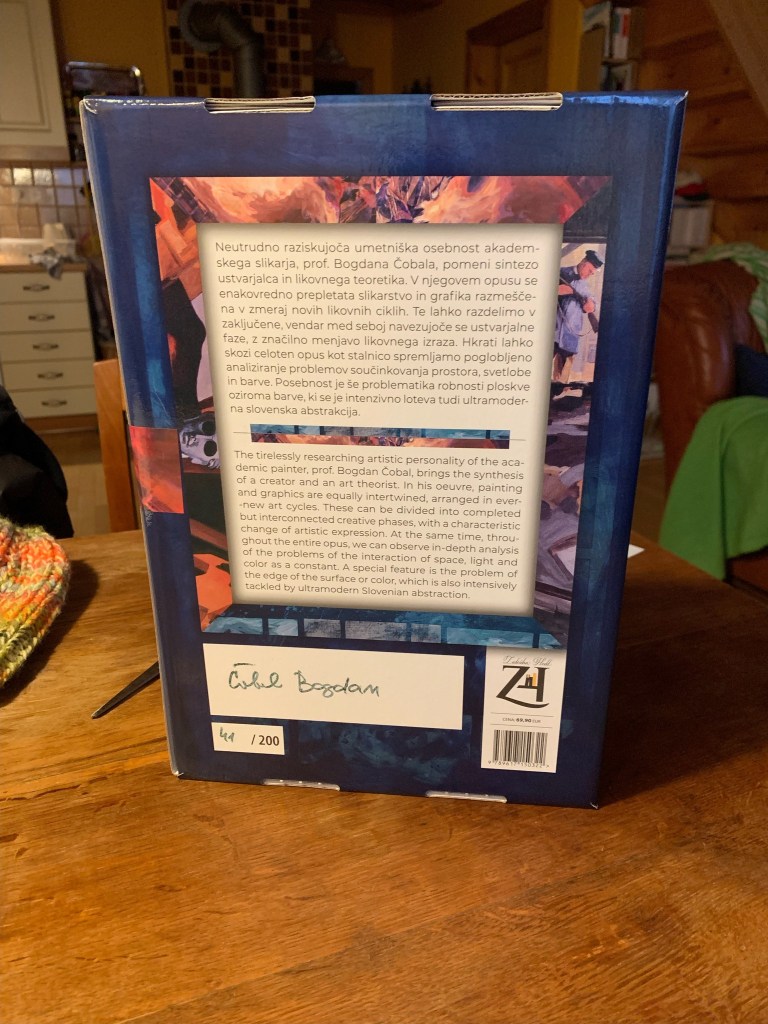 Neutrudno raziskujoča umetniška osebnost akadem-
skega slikarja, prof. Bogdana Čobala, pomeni sintezo
ustvarjalca in likovnega teoretika. V njegovem opusu se
enakovredno prepletata slikarstvo in grafika razmešče-
na v zmeraj novih likovnih ciklih. Te lahko razdelimo v
zaključene, vendar med seboj navezujoče se ustvarjalne
faze, z značilno menjavo likovnega izraza. Hkrati lahko
skozi celoten opus kot stalnico spremljamo poglobljeno
analiziranje problemov součinkovanja prostora, svetlobe
in barve. Posebnost je še problematika robnosti ploskve
oziroma barve, ki se je intenzivno loteva tudi ultramoder-
na slovenska abstrakcija.
The tirelessly researching artistic personality of the aca-
demic painter, prof. Bogdan Čobal, brings the synthesis
of a creator and an art theorist. In his oeuvre, painting
and graphics are equally intertwined, arranged in ever-
-new art cycles. These can be divided into completed
but interconnected creative phases, with a characteristic
change of artistic expression. At the same time, throu-
ghout the entire opus, we can observe in-depth analysis
of the problems of the interaction of space, light and
color as a constant. A special feature is the problem of
the edge of the surface or color, which is also intensively
tackled by ultramodern Slovenian abstraction.
Čobal Bogdan
41 / 200
ZH
CENA: 69,90 EUR